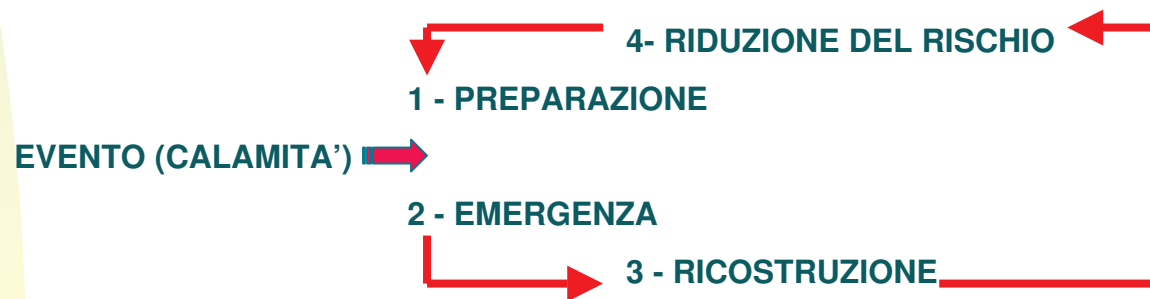 4- RIDUZIONE DEL RISCHIO
1 - PREPARAZIONE
EVENTO (CALAMITA’)
2 - EMERGENZA
3 - RICOSTRUZIONE